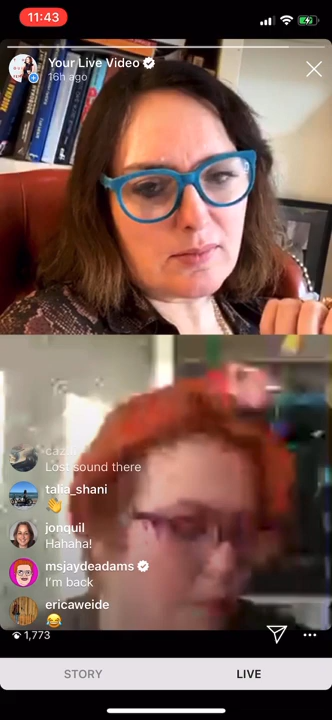 11:43
Your Live Video
16h ago
Lost sound there
talia_shani
👋
jonquil
Hahaha!
msjaydeadams
I'm back
ericaweide
😂
1,773
STORY
LIVE